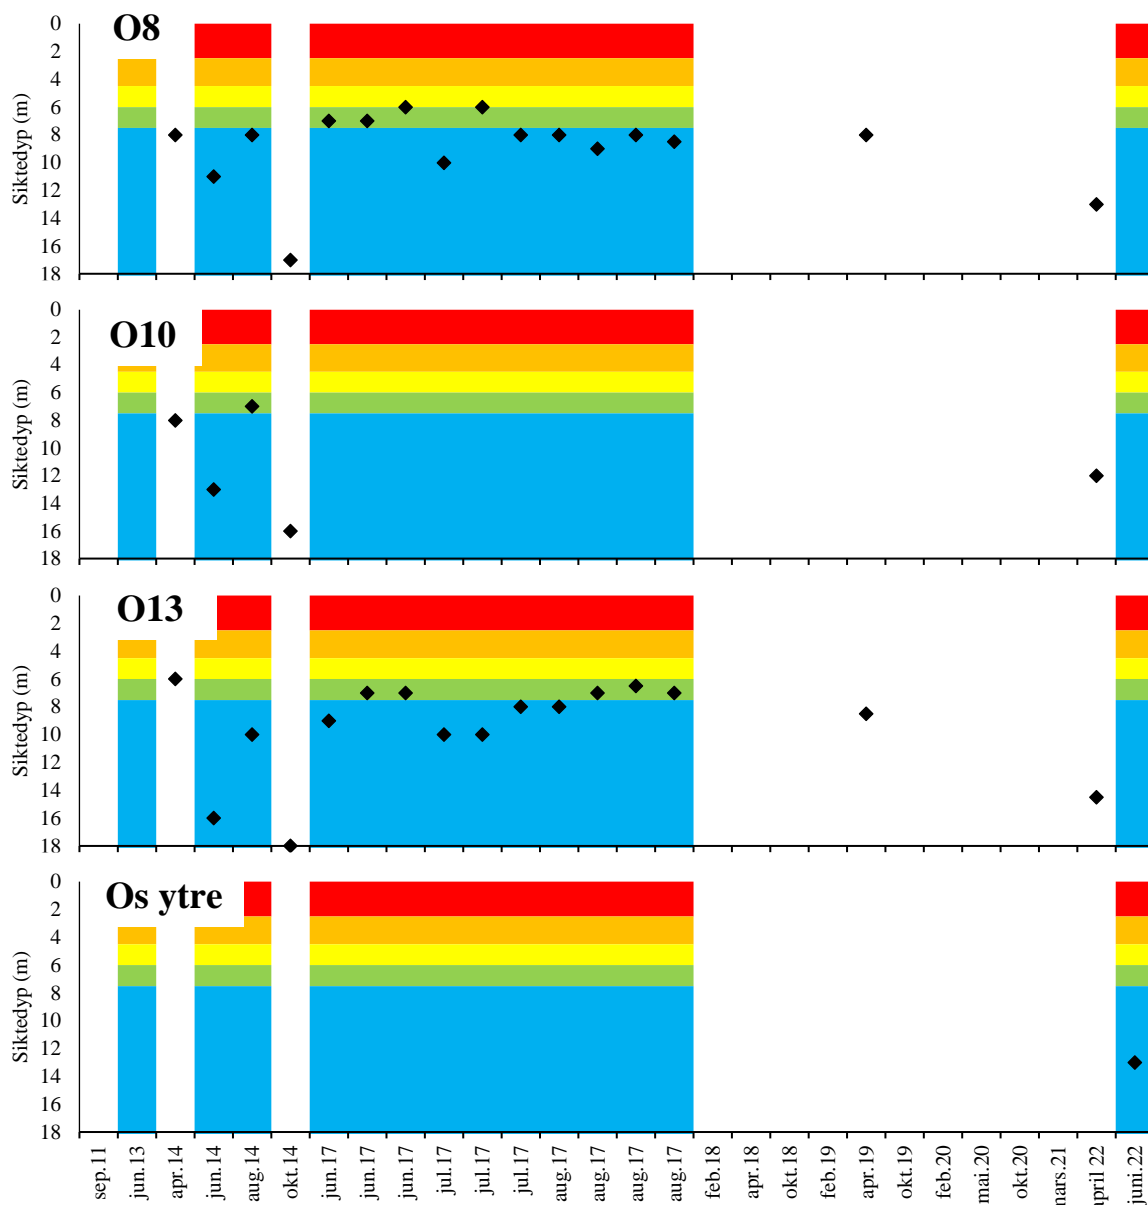 O8
Siktedyp (m)
0
2
4
6
8
10
12
14
16
18
O10
Siktedyp (m)
0
2
4
6
8
10
12
14
16
18
O13
Siktedyp (m)
0
2
4
6
8
10
12
14
16
18
Os ytre
Siktedyp (m)
0
2
4
6
8
10
12
14
16
18
sep.11
jun.13
apr.14
jun.14
aug.14
okt.14
jun.17
jun.17
jun.17
jul.17
jul.17
jul.17
aug.17
aug.17
aug.17
aug.17
feb.18
apr.18
okt.18
feb.19
apr.19
okt.19
feb.20
mai.20
okt.20
mars.21
april.22
juni.22